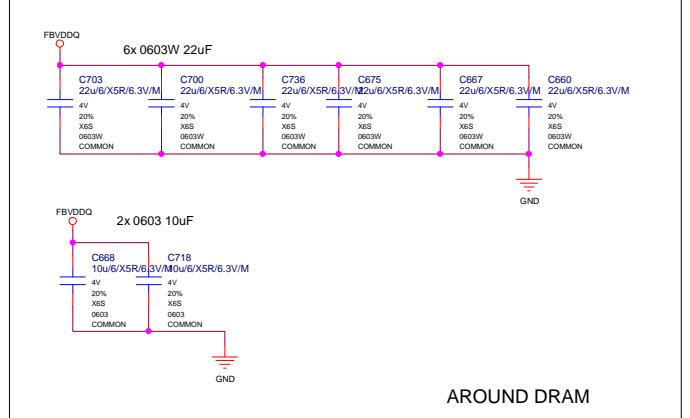 FBVDDQ
6x 0603W 22uF
C703
22u/6/X5R/6.3V/M
4V
20%
X6S
0603W
COMMON
C700
22u/6/X5R/6.3V/M
4V
20%
X6S
0603W
COMMON
C736
22u/6/X5R/6.3V/M
4V
20%
X6S
0603W
COMMON
C675
22u/6/X5R/6.3V/M
4V
20%
X6S
0603W
COMMON
C667
22u/6/X5R/6.3V/M
4V
20%
X6S
0603W
COMMON
C660
22u/6/X5R/6.3V/M
4V
20%
X6S
0603W
COMMON
GND
FBVDDQ
2x 0603 10uF
C668
10u/6/X5R/6.3V/M
4V
20%
X6S
0603
COMMON
C718
10u/6/X5R/6.3V/M
4V
20%
X6S
0603
COMMON
GND
AROUND DRAM